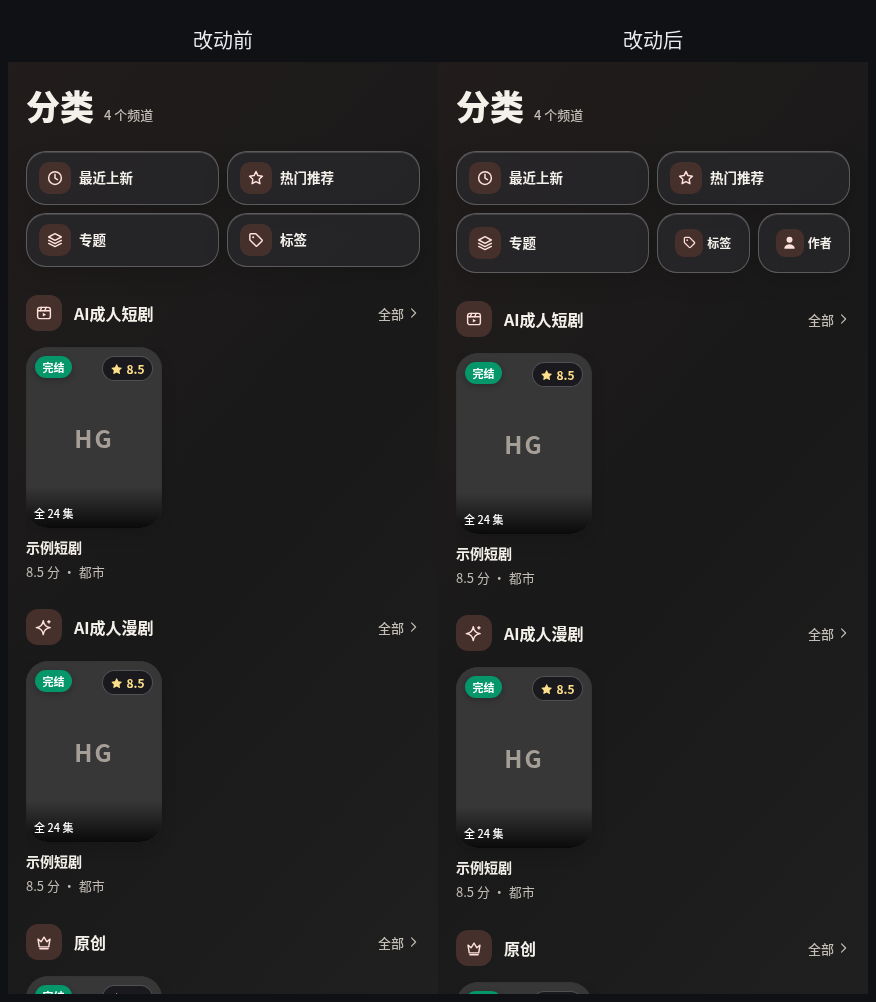 改动前
分类 4 个频道
最近上新 热门推荐
专题 标签
AI成人短剧 全部
完结 8.5
HG
全 24 集
示例短剧
8.5 分 · 都市
AI成人漫剧 全部
完结 8.5
HG
全 24 集
示例短剧
8.5 分 · 都市
原创 全部
完结
改动后
分类 4 个频道
最近上新 热门推荐
专题 标签 作者
AI成人短剧 全部
完结 8.5
HG
全 24 集
示例短剧
8.5 分 · 都市
AI成人漫剧 全部
完结 8.5
HG
全 24 集
示例短剧
8.5 分 · 都市
原创 全部